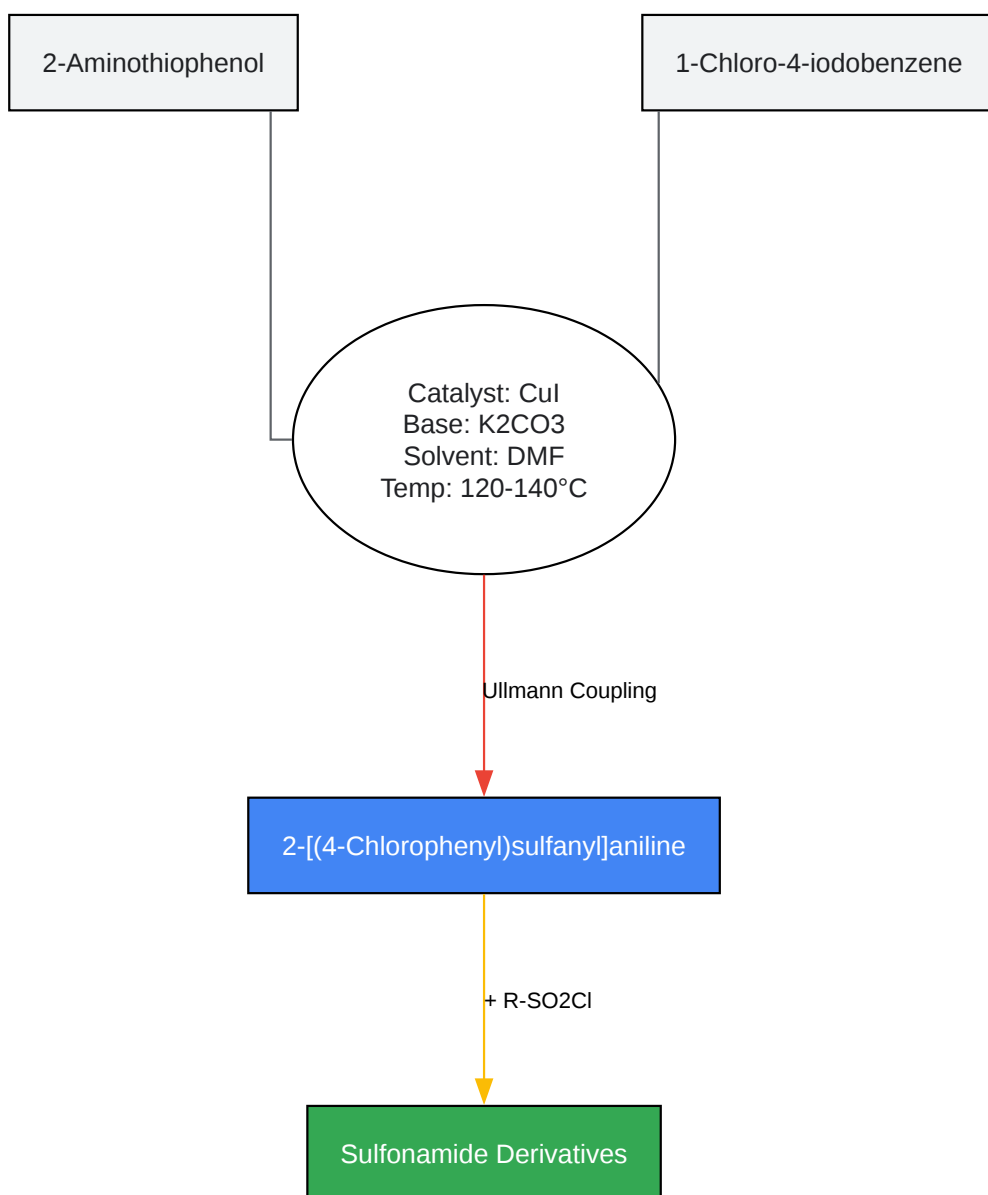 2-Aminothiophenol
1-Chloro-4-iodobenzene
Catalyst: CuI
Base: K2CO3
Solvent: DMF
Temp: 120-140°C
Ullmann Coupling
2-[(4-Chlorophenyl)sulfanyl]aniline
+ R-SO2Cl
Sulfonamide Derivatives